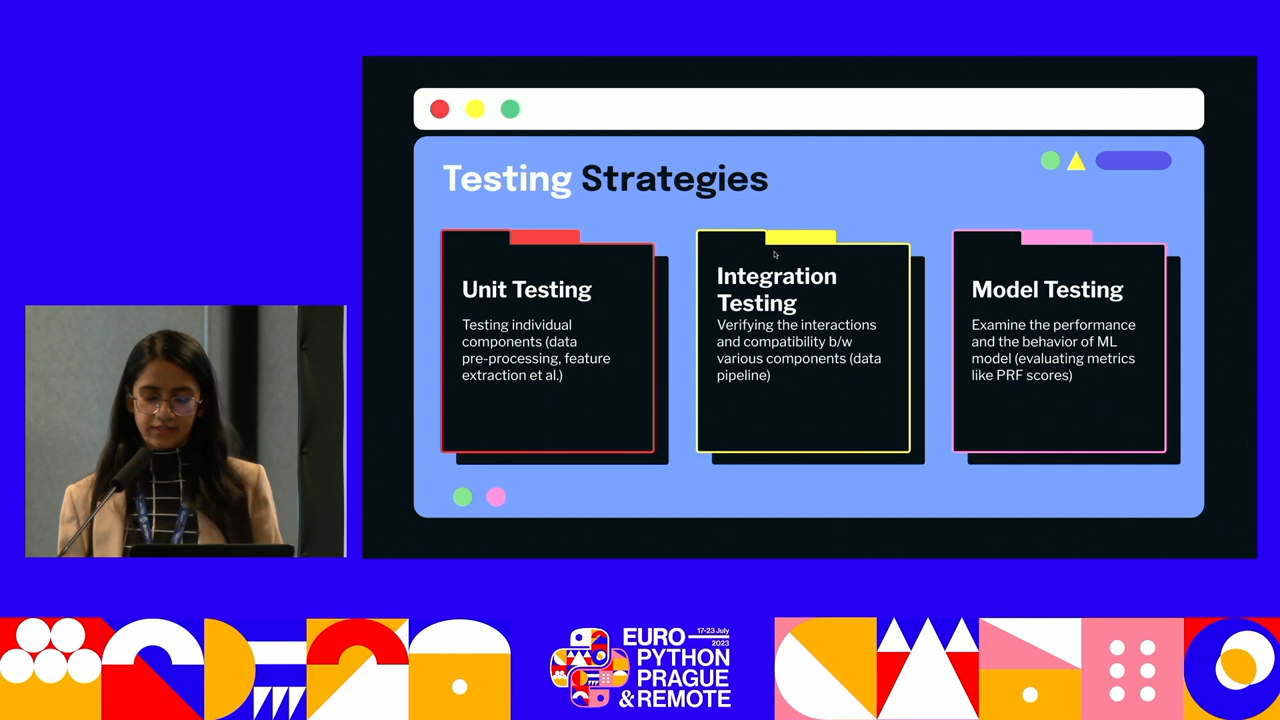 Testing Strategies
Unit Testing
Testing individual
components (data
pre-processing, feature
extraction et al.)
Integration
Testing
Verifying the interactions
and compatibility b/w
various components (data
pipeline)
Model Testing
Examine the performance
and the behavior of ML
model (evaluating metrics
like PRF scores)
EURO
17-23 July
2023
PYTHON
PRAGUE
& REMOTE